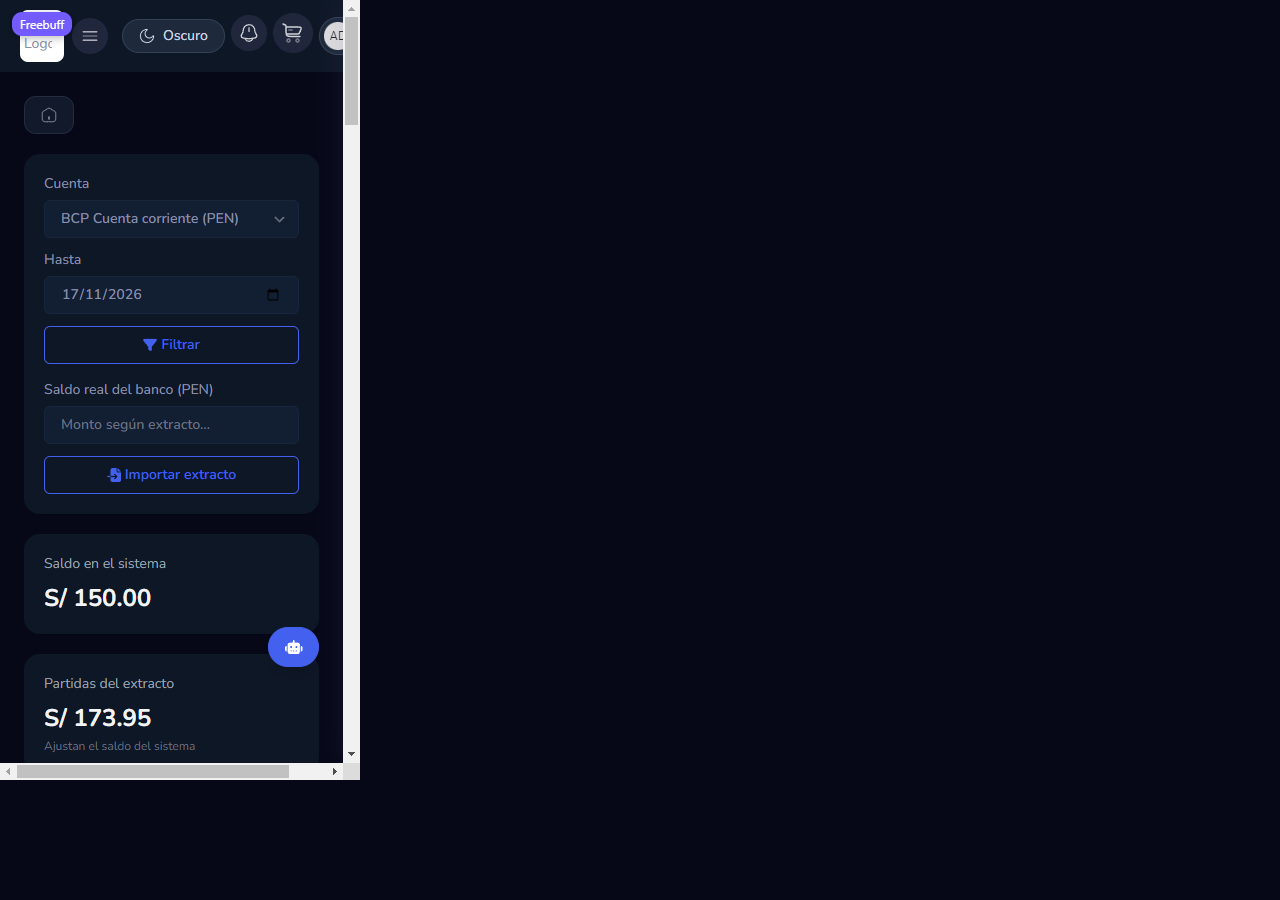 Freebuff
Logo
Oscuro
AD
Cuenta
BCP Cuenta corriente (PEN)
Hasta
17/11/2026
Filtrar
Saldo real del banco (PEN)
Monto según extracto...
Importar extracto
Saldo en el sistema
S/ 150.00
Partidas del extracto
S/ 173.95
Ajustan el saldo del sistema